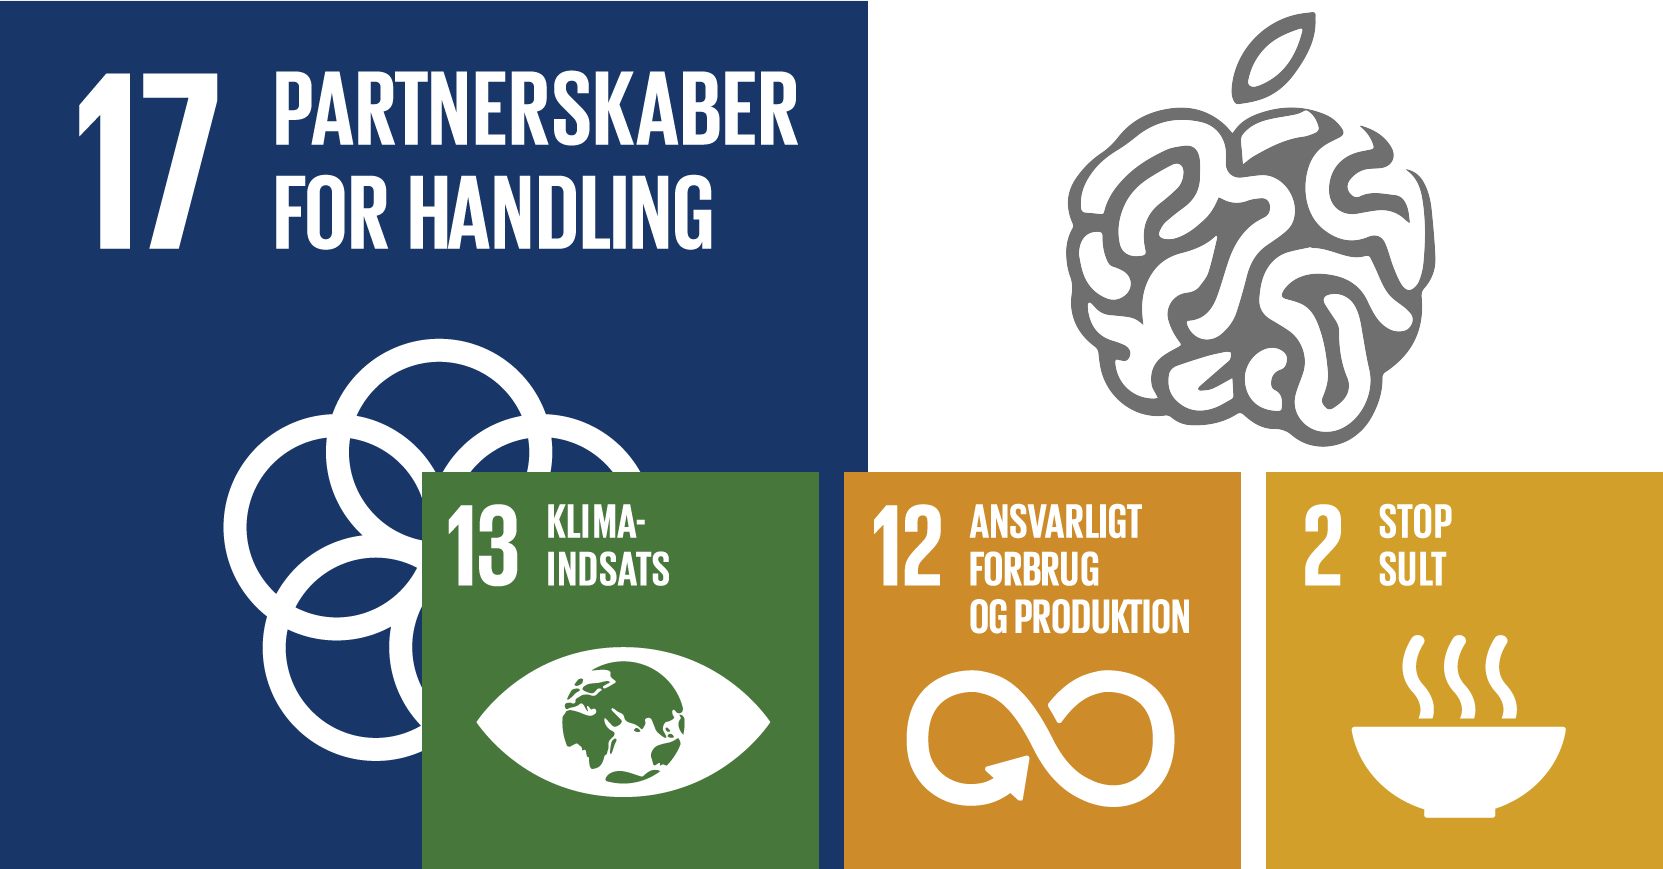 17
PARTNERSKABER
FOR HANDLING
13
KLIMA-
INDSATS
12
ANSVARLIGT
FORBRUG
OG PRODUKTION
2
STOP
SULT